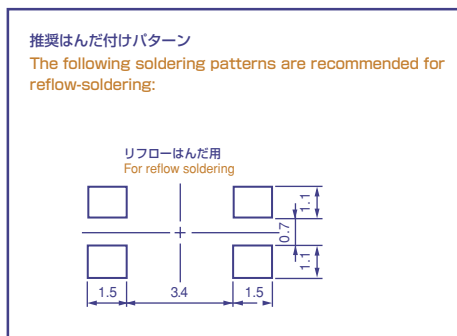 推奨はんだ付けパターン
The following soldering patterns are recommended for
reflow-soldering:
リフローはんだ用
For reflow soldering
1.1
0.7
1.1
1.5
3.4
1.5